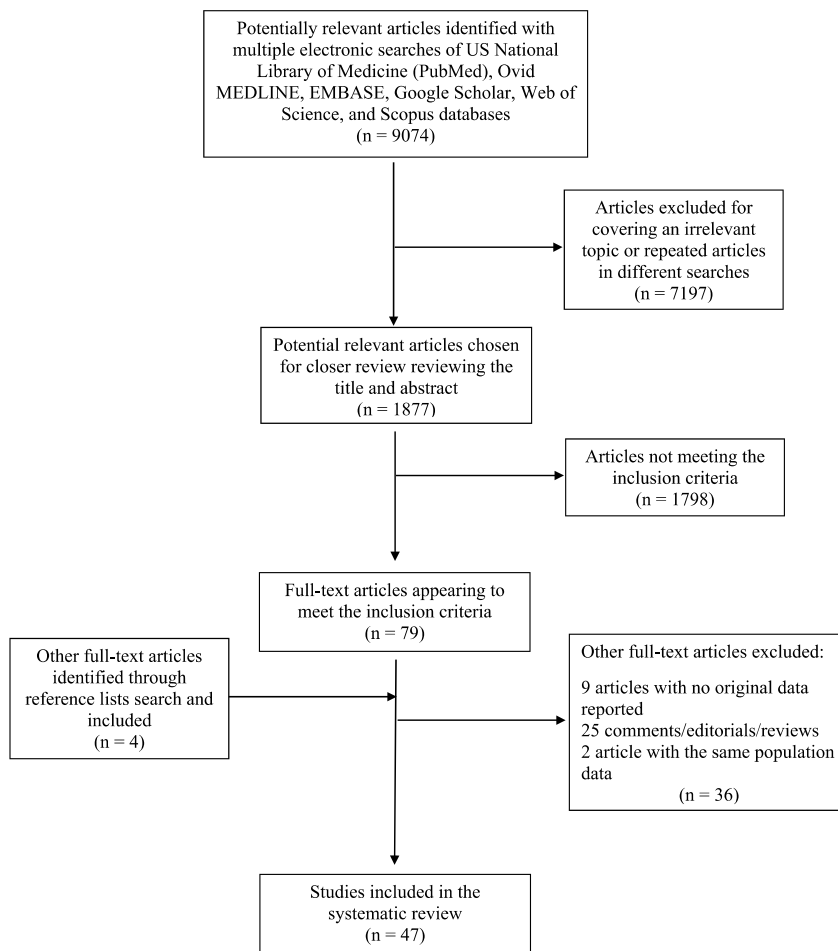 Potentially relevant articles identified with
multiple electronic searches of US National
Library of Medicine (PubMed), Ovid
MEDLINE, EMBASE, Google Scholar, Web of
Science, and Scopus databases
(n = 9074)
Articles excluded for
covering an irrelevant
topic or repeated articles
in different searches
(n = 7197)
Potential relevant articles chosen
for closer review reviewing the
title and abstract
(n = 1877)
Articles not meeting the
inclusion criteria
(n = 1798)
Full-text articles appearing to
meet the inclusion criteria
(n = 79)
Other full-text articles
identified through
reference lists search and
included
(n = 4)
Other full-text articles excluded:
9 articles with no original data
reported
25 comments/editorials/reviews
2 article with the same population
data
(n = 36)
Studies included in the
systematic review
(n = 47)